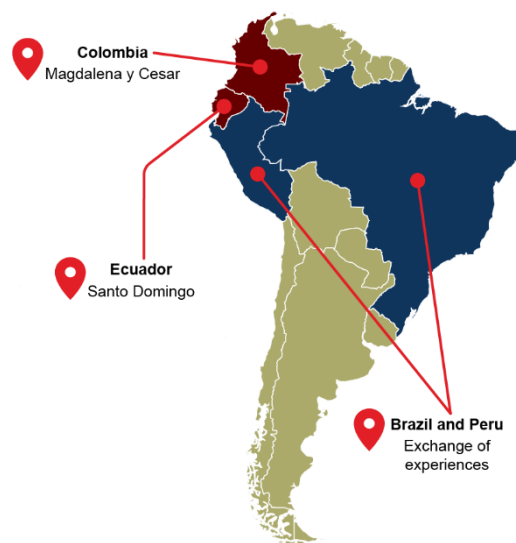 Colombia
Magdalena y Cesar
Ecuador
Santo Domingo
Brazil and Peru
Exchange of
experiences